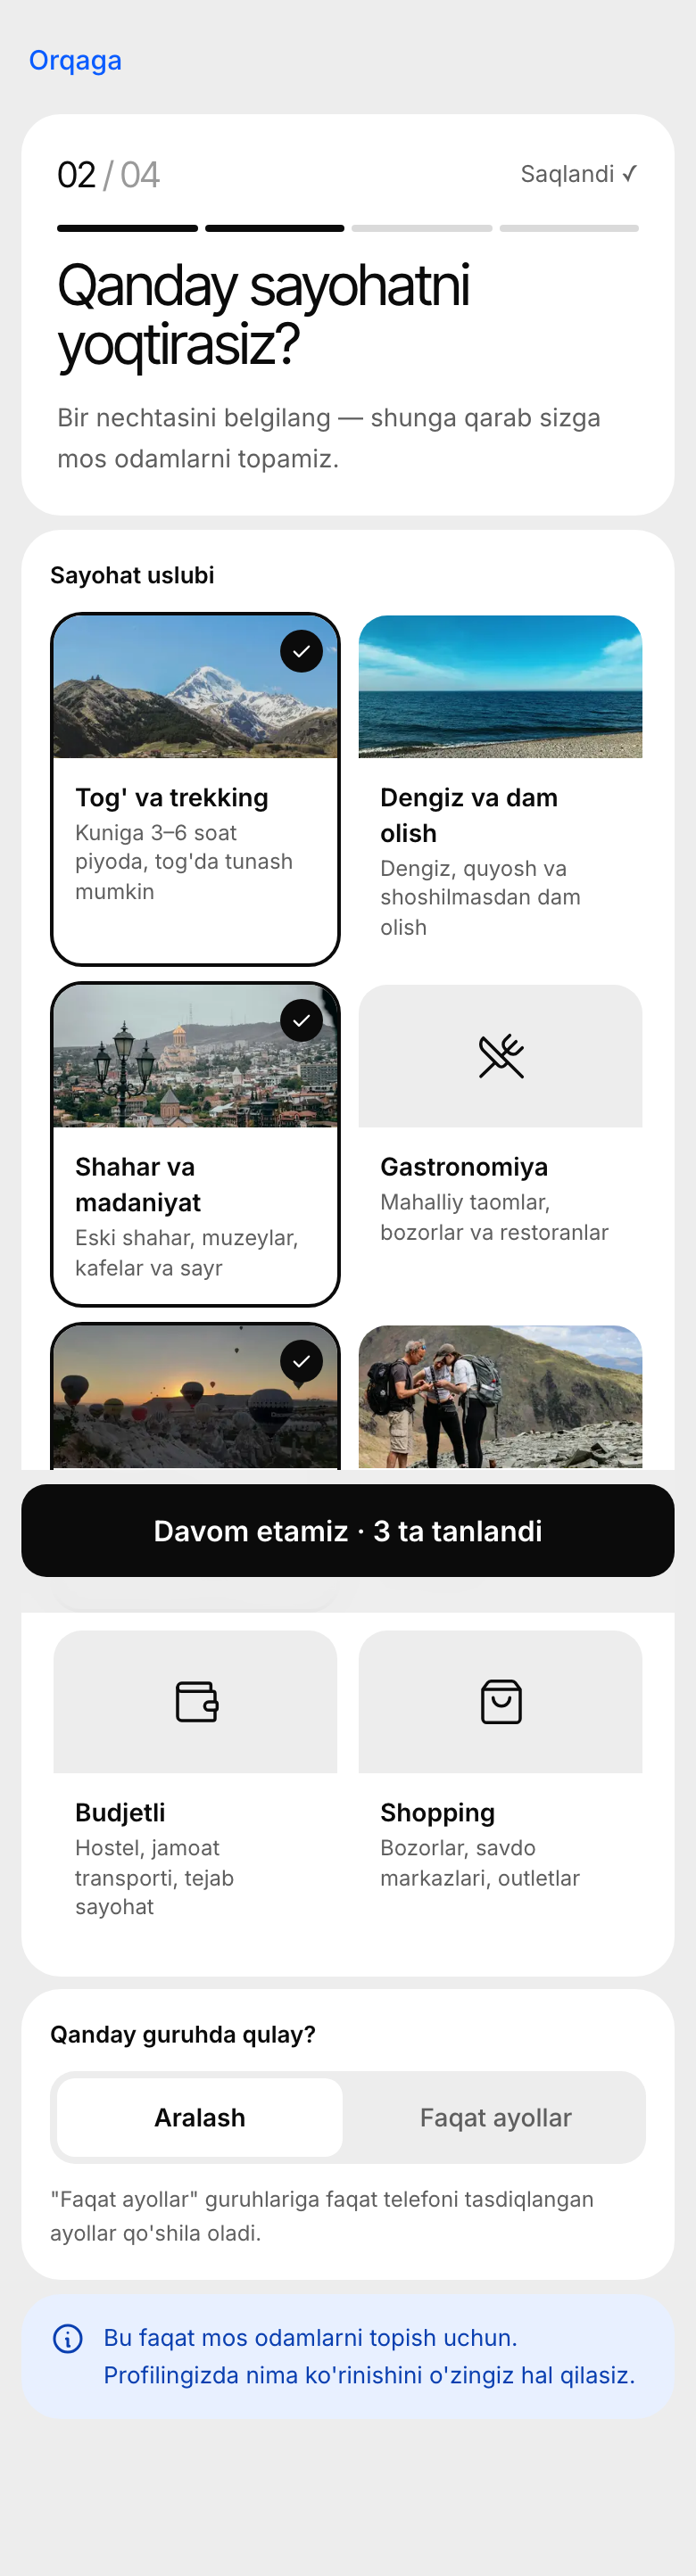 Orqaga
02 / 04
Saqlandi ✓
Qanday sayohatni
yoqtirasiz?
Bir nechtasini belgilang — shunga qarab sizga
mos odamlarni topamiz.
Sayohat uslubi
Tog' va trekking
Kuniga 3–6 soat
piyoda, tog'da tunash
mumkin
Dengiz va dam
olish
Dengiz, quyosh va
shoshilmasdan dam
olish
Shahar va
madaniyat
Eski shahar, muzeylar,
kafelar va sayr
Gastronomiya
Mahalliy taomlar,
bozorlar va restoranlar
Davom etamiz · 3 ta tanlandi
Budjetli
Hostel, jamoat
transporti, tejab
sayohat
Shopping
Bozorlar, savdo
markazlari, outletlar
Qanday guruhda qulay?
Aralash
Faqat ayollar
"Faqat ayollar" guruhlariga faqat telefoni tasdiqlangan
ayollar qo'shila oladi.
Bu faqat mos odamlarni topish uchun.
Profilingizda nima ko'rinishini o'zingiz hal qilasiz.